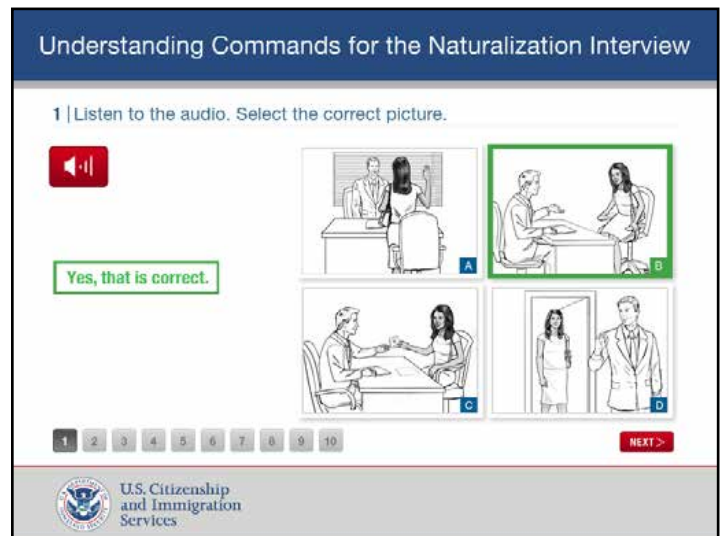 Understanding Commands for the Naturalization Interview
1 | Listen to the audio. Select the correct picture.
A
B
Yes, that is correct.
C
D
1 2 3 4 5 6 7 8 9 10
NEXT >
U.S. Citizenship
and Immigration
Services